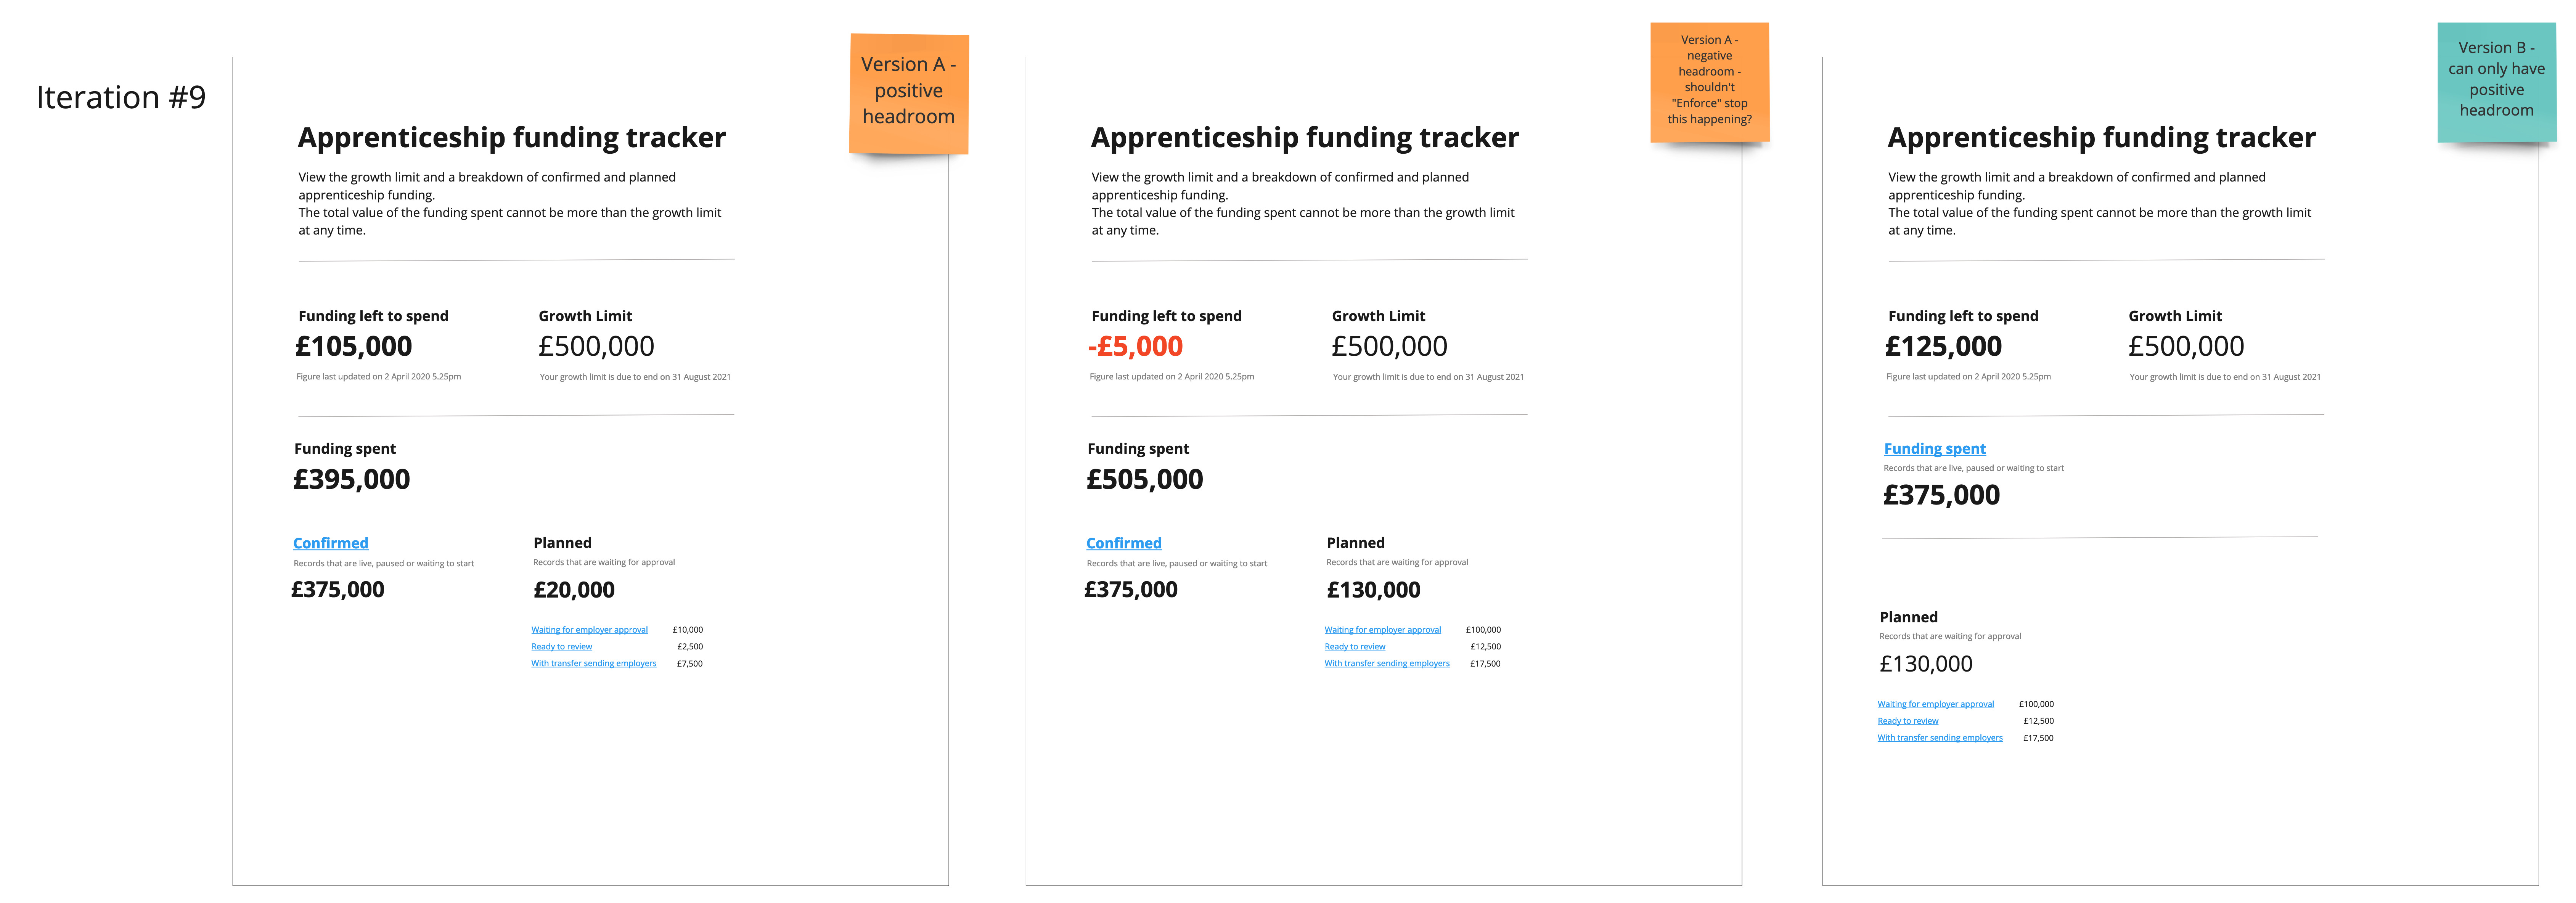 Iteration #9
Version A -
positive
headroom
Apprenticeship funding tracker
View the growth limit and a breakdown of confirmed and planned
apprenticeship funding.
The total value of the funding spent cannot be more than the growth limit
at any time.
Funding left to spend
£105,000
Figure last updated on 2 April 2020 5.25pm
Growth Limit
£500,000
Your growth limit is due to end on 31 August 2021
Funding spent
£395,000
Confirmed
Records that are live, paused or waiting to start
£375,000
Planned
Records that are waiting for approval
£20,000
Waiting for employer approval £10,000
Ready to review £2,500
With transfer sending employers £7,500
Version A -
negative
headroom -
shouldn't
"Enforce" stop
this happening?
Apprenticeship funding tracker
View the growth limit and a breakdown of confirmed and planned
apprenticeship funding.
The total value of the funding spent cannot be more than the growth limit
at any time.
Funding left to spend
-£5,000
Figure last updated on 2 April 2020 5.25pm
Growth Limit
£500,000
Your growth limit is due to end on 31 August 2021
Funding spent
£505,000
Confirmed
Records that are live, paused or waiting to start
£375,000
Planned
Records that are waiting for approval
£130,000
Waiting for employer approval £100,000
Ready to review £12,500
With transfer sending employers £17,500
Version B -
can only have
positive
headroom
Apprenticeship funding tracker
View the growth limit and a breakdown of confirmed and planned
apprenticeship funding.
The total value of the funding spent cannot be more than the growth limit
at any time.
Funding left to spend
£125,000
Figure last updated on 2 April 2020 5.25pm
Growth Limit
£500,000
Your growth limit is due to end on 31 August 2021
Funding spent
Records that are live, paused or waiting to start
£375,000
Planned
Records that are waiting for approval
£130,000
Waiting for employer approval £100,000
Ready to review £12,500
With transfer sending employers £17,500